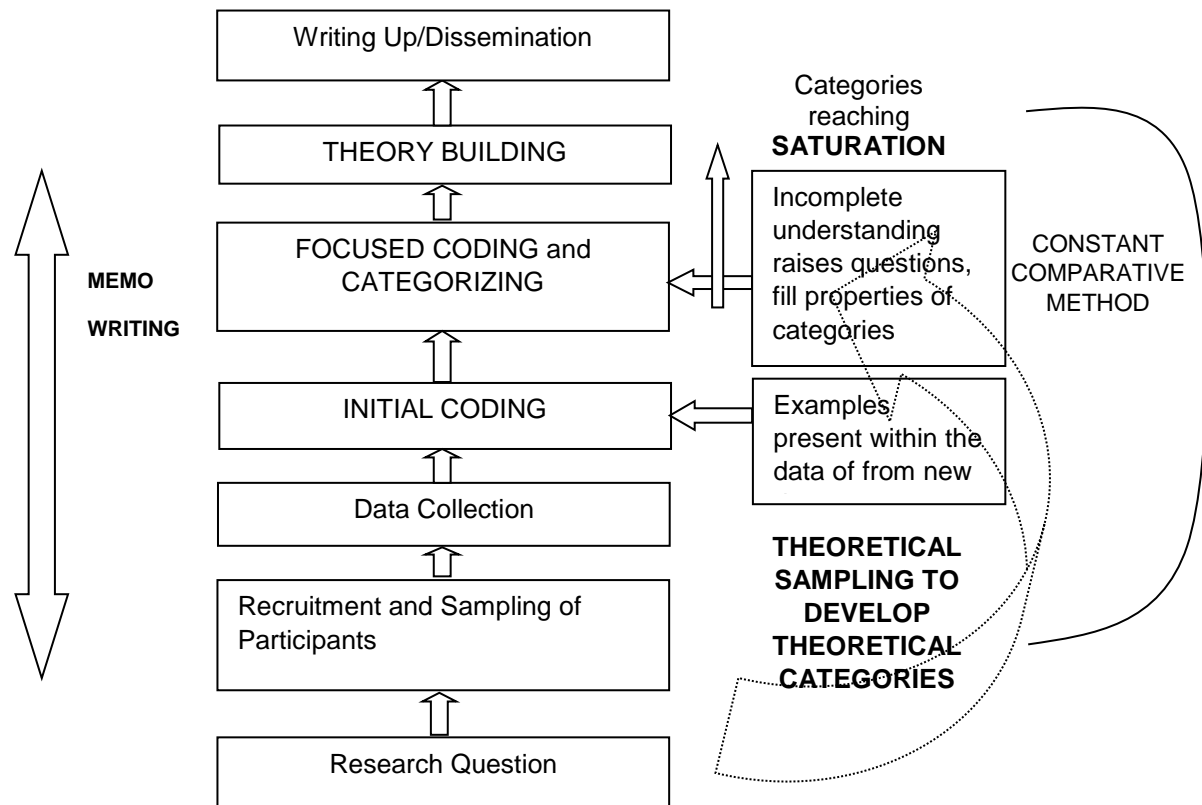 Writing Up/Dissemination
THEORY BUILDING
FOCUSED CODING and
CATEGORIZING
INITIAL CODING
Data Collection
Recruitment and Sampling of
Participants
Research Question
MEMO
WRITING
Categories
reaching
SATURATION
Incomplete
understanding
raises questions,
fill properties of
categories
Examples
present within the
data of from new
THEORETICAL
SAMPLING TO
DEVELOP
THEORETICAL
CATEGORIES
CONSTANT
COMPARATIVE
METHOD